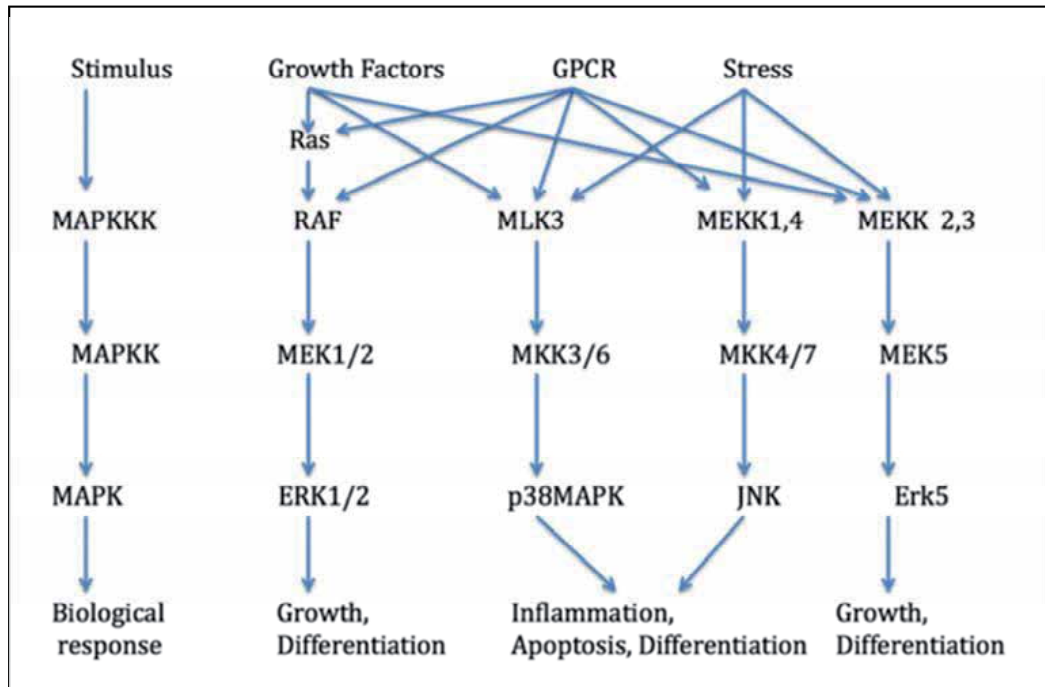 Stimulus Growth Factors GPCR Stress
Ras
MAPKKK RAF MLK3 MEKK1,4 MEKK 2,3
MAPKK MEK1/2 MKK3/6 MKK4/7 MEK5
MAPK ERK1/2 p38MAPK JNK Erk5
Biological Growth, Inflammation, Growth,
response Differentiation Apoptosis, Differentiation Differentiation